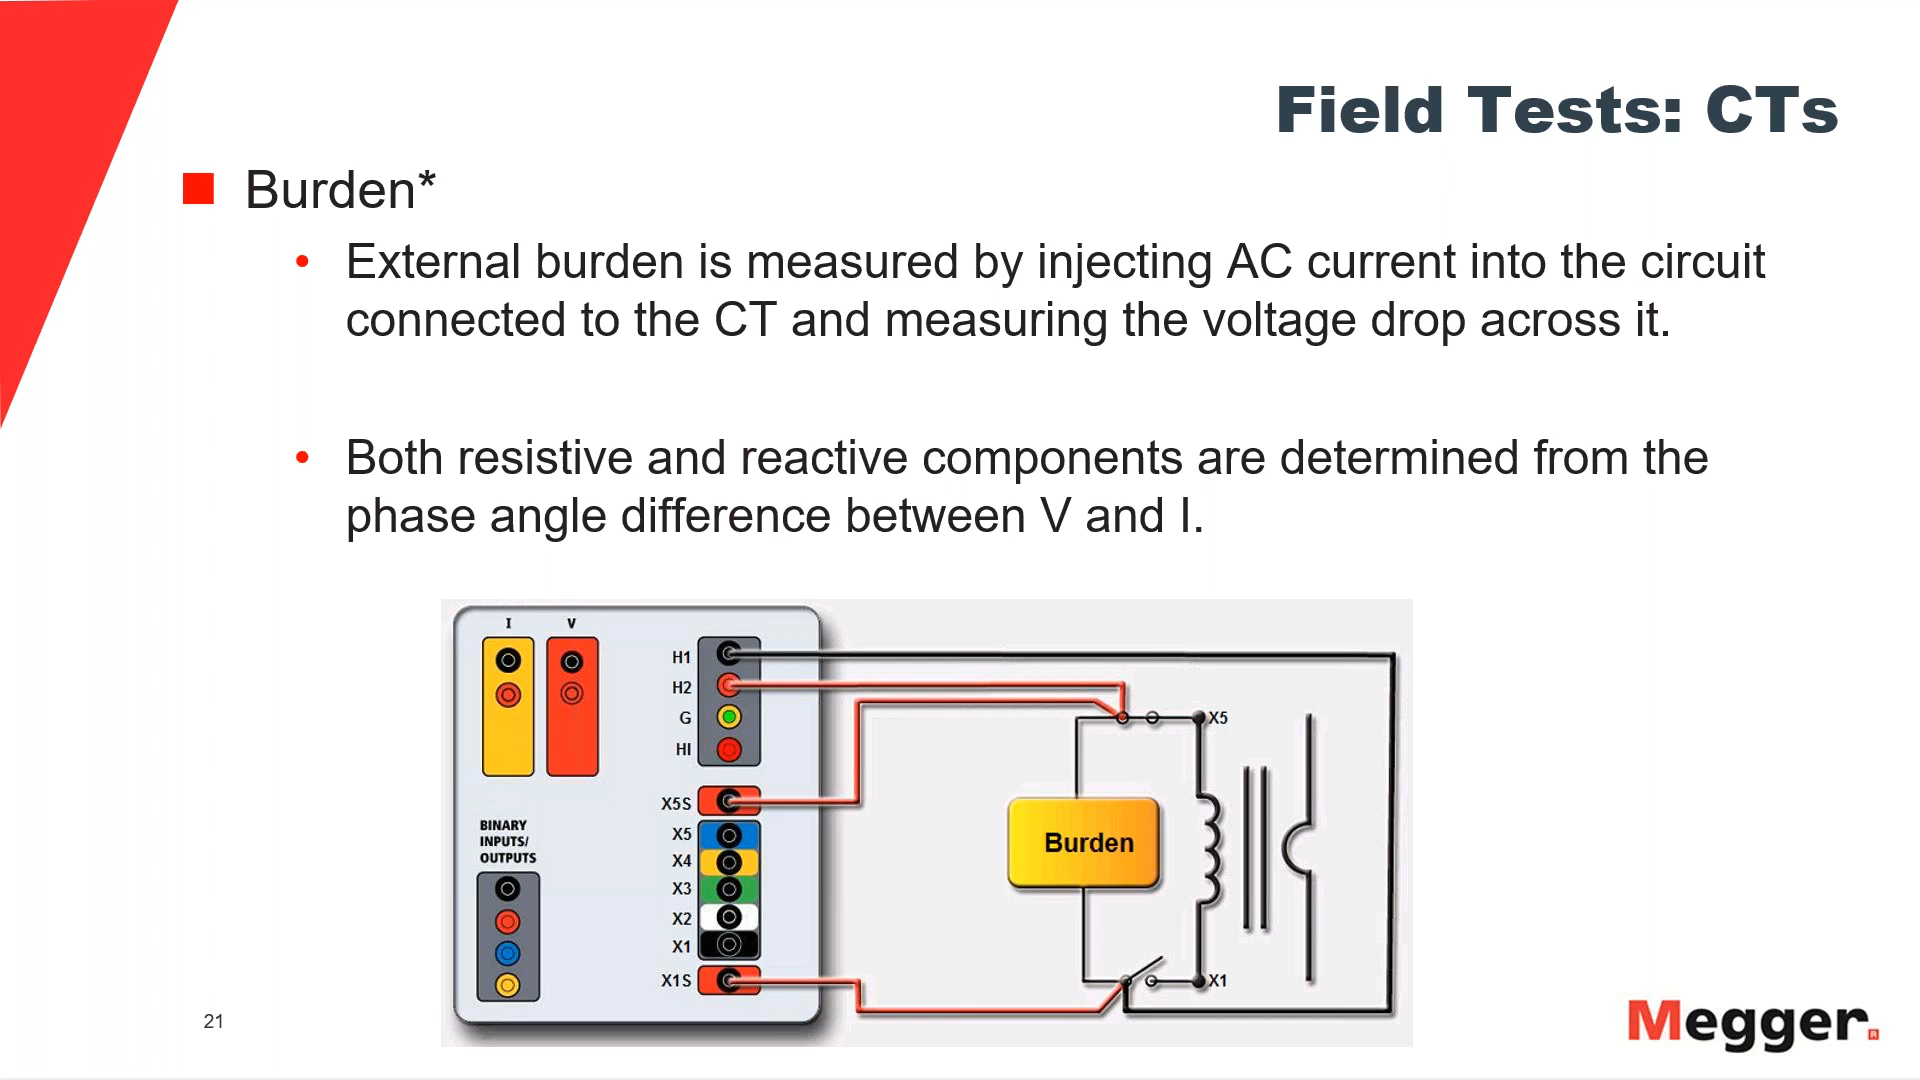 Field Tests: CTs
Burden*
• External burden is measured by injecting AC current into the circuit
connected to the CT and measuring the voltage drop across it.
• Both resistive and reactive components are determined from the
phase angle difference between V and I.
I V
H1
H2
G
HI
X5S
X5
X4
X3
X2
X1
X1S
BINARY
INPUTS/
OUTPUTS
X5
Burden
X1
21
Megger.